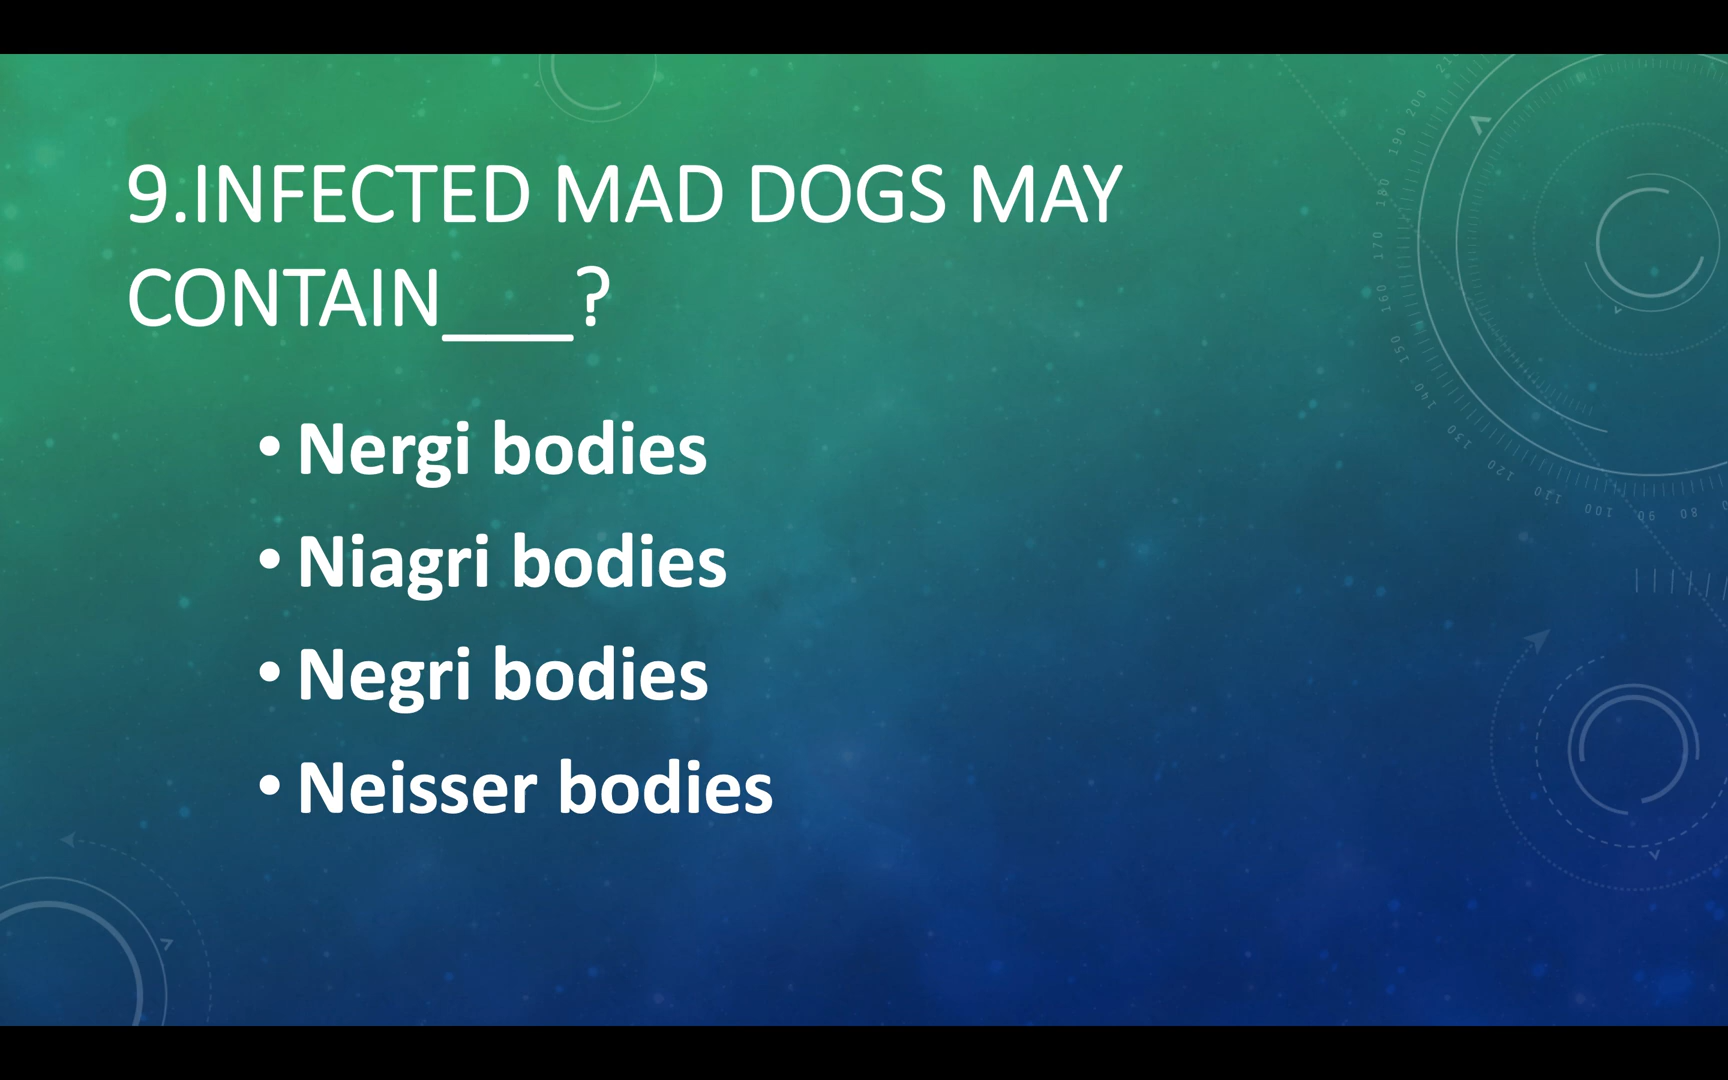 9.INFECTED MAD DOGS MAY
CONTAIN___?
• Nergi bodies
• Niagri bodies
• Negri bodies
• Neisser bodies